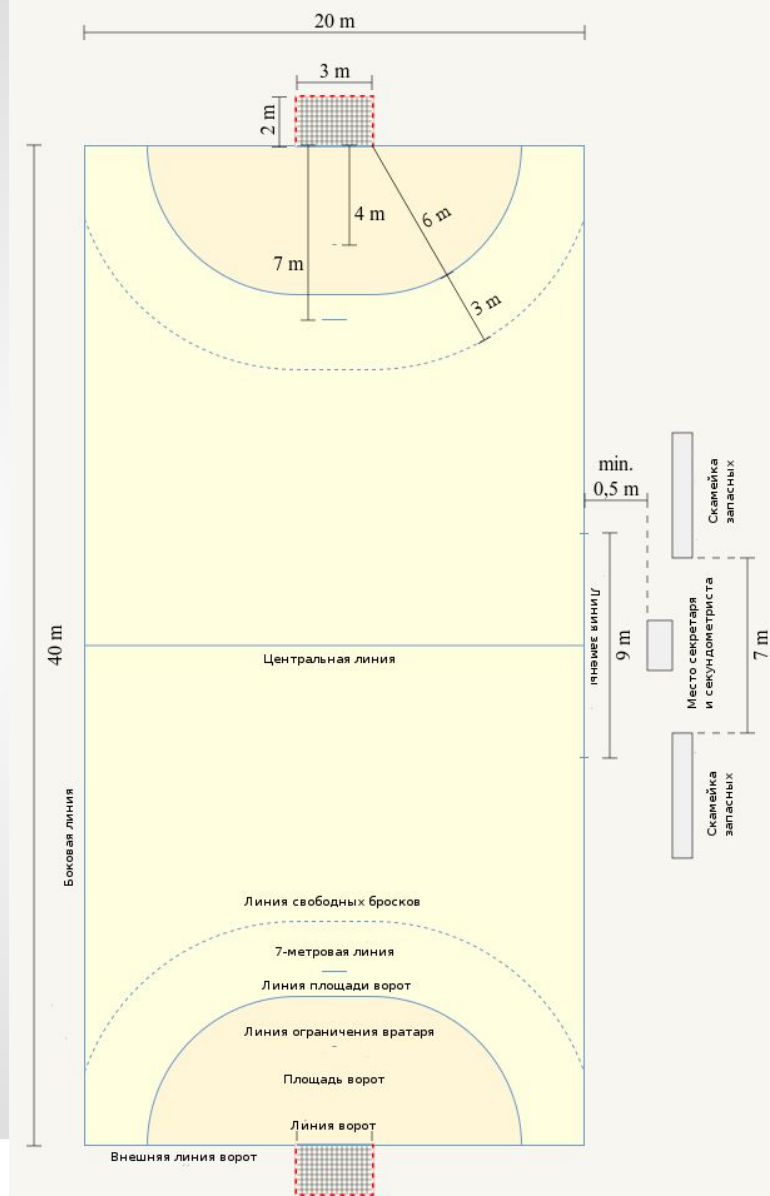 20 m
3 m
2 m
4 m
6 m
7 m
3 m
min.
0,5 m
Скамейка
запасных
40 m
Линия замены
9 m
Место секретаря
и секундометриста
7 m
Центральная линия
Скамейка
запасных
Боковая линия
Линия свободных бросков
7-метровая линия
Линия площади ворот
Линия ограничения вратаря
Площадь ворот
Линия ворот
Внешняя линия ворот